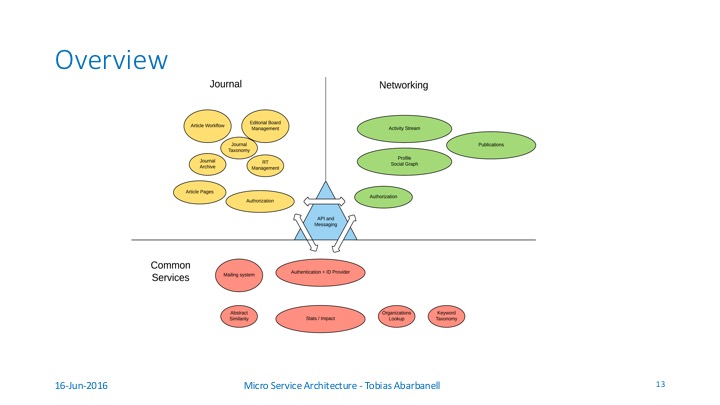 Overview
Journal
Networking
Article Workflow
Editorial Board
Management
Journal
Taxonomy
Journal
Archive
RT
Management
Article Pages
Authorization
Activity Stream
Publications
Profile
Social Graph
Authorization
API and
Messaging
Common
Services
Mailing system
Authentication + ID Provider
Abstract
Similarity
Stats / Impact
Organizations
Lookup
Keyword
Taxonomy
16-Jun-2016
Micro Service Architecture - Tobias Abarbanell
13